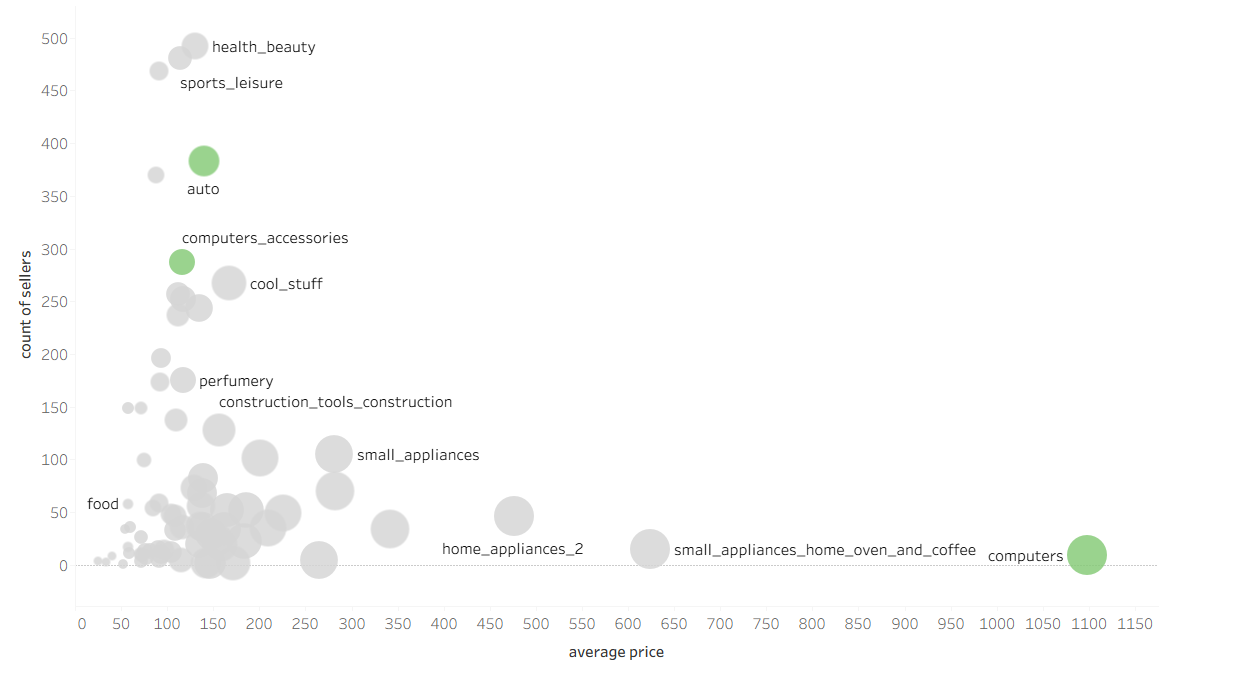 500
health_beauty
sports_leisure
450
400
350
auto
computers_accessories
300
cool_stuff
250
count of sellers
200
perfumery
construction_tools_construction
150
100
small_appliances
food
50
home_appliances_2
small_appliances_home_oven_and_coffee
computers
0
0 50 100 150 200 250 300 350 400 450 500 550 600 650 700 750 800 850 900 950 1000 1050 1100 1150
average price